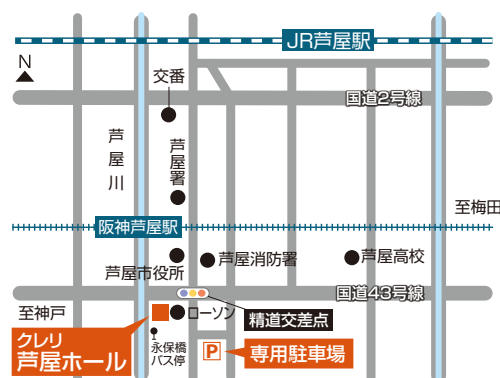 JR芦屋駅
N
交番
国道2号線
芦屋川
芦屋署
至梅田
阪神芦屋駅
芦屋市役所
芦屋消防署
芦屋高校
国道43号線
至神戸
ローソン
精道交差点
クレリ
芦屋ホール
永保橋
バス停
P
専用駐車場